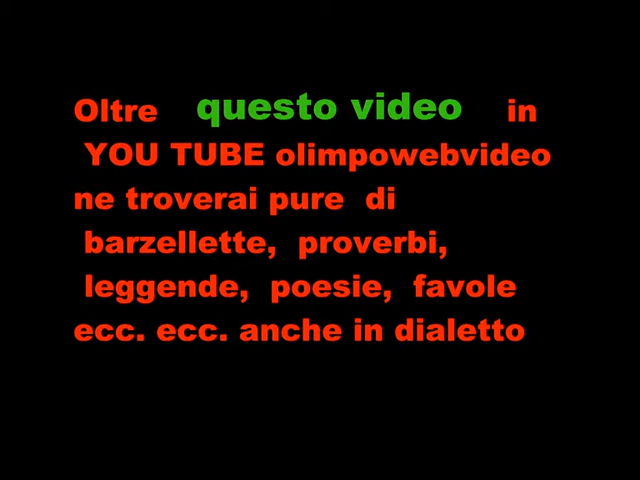 Oltre questo video in
YOU TUBE olimpowebvideo
ne troverai pure di
barzellette, proverbi,
leggende, poesie, favole
ecc. ecc. anche in dialetto